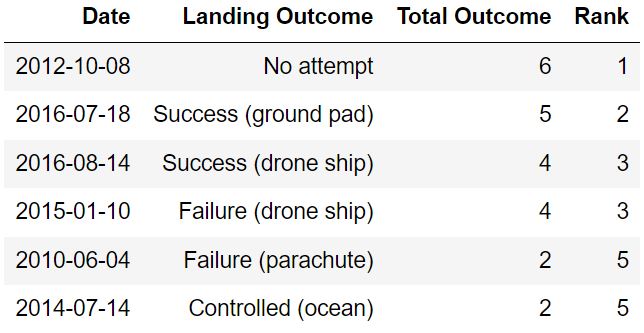 Date Landing Outcome Total Outcome Rank
2012-10-08 No attempt 6 1
2016-07-18 Success (ground pad) 5 2
2016-08-14 Success (drone ship) 4 3
2015-01-10 Failure (drone ship) 4 3
2010-06-04 Failure (parachute) 2 5
2014-07-14 Controlled (ocean) 2 5